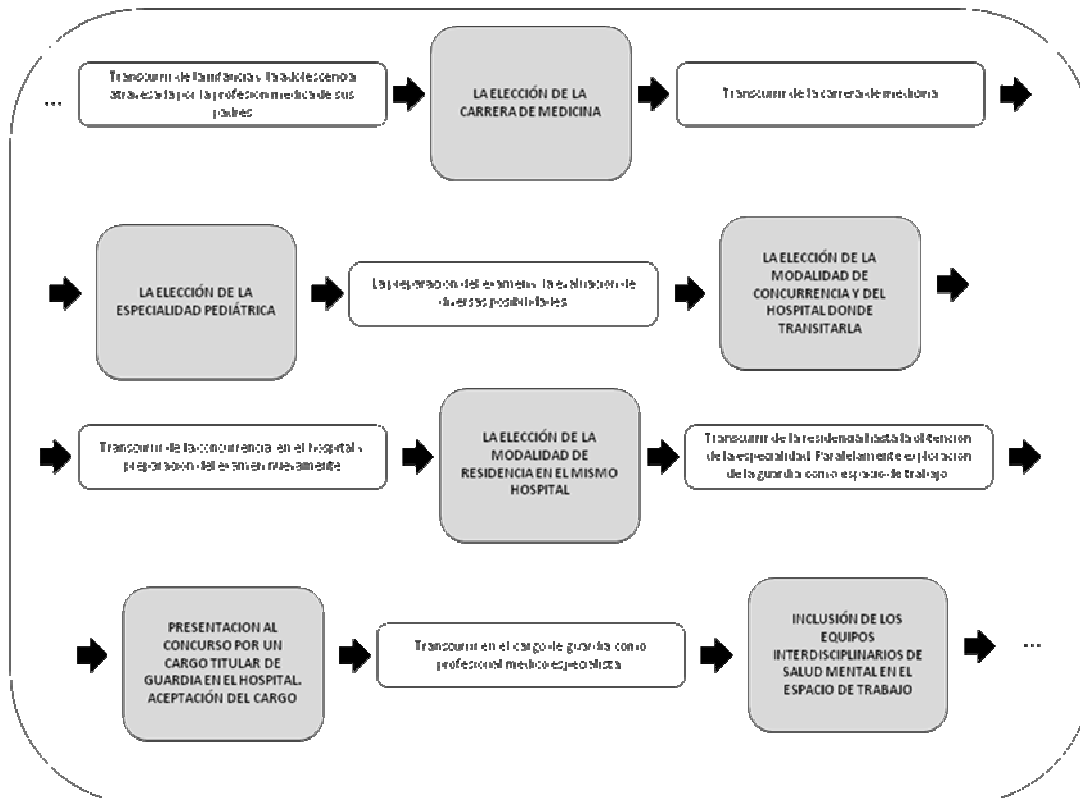 Transcurrir de la infancia y la adolescencia
atravesada por la profesión medica de sus
padres
...
LA ELECCIÓN DE LA
CARRERA DE MEDICINA
Transcurrir de la carrera de medicina
LA ELECCIÓN DE LA
ESPECIALIDAD PEDIÁTRICA
La preparación del examen y la evaluación de
diversas posibilidades
LA ELECCIÓN DE LA
MODALIDAD DE
CONCURRENCIA Y DEL
HOSPITAL DONDE
TRANSITARLA
Transcurrir de la concurrencia en el hospital y
preparación del examen nuevamente
LA ELECCIÓN DE LA
MODALIDAD DE
RESIDENCIA EN EL MISMO
HOSPITAL
Transcurrir de la residencia hasta la obtención
de la especialidad. Paralelamente exploración
de la guardia como espacio de trabajo
PRESENTACION AL
CONCURSO POR UN
CARGO TITULAR DE
GUARDIA EN EL HOSPITAL.
ACEPTACIÓN DEL CARGO
Transcurrir en el cargo de guardia como
profesional medico especialista
INCLUSIÓN DE LOS
EQUIPOS
INTERDISCIPLINARIOS DE
SALUD MENTAL EN EL
ESPACIO DE TRABAJO
...